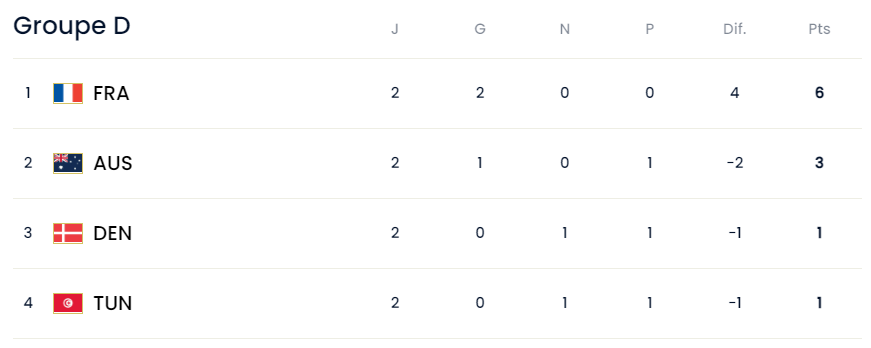 Groupe D J G N P Dif. Pts
1 FRA 2 2 0 0 4 6
2 AUS 2 1 0 1 -2 3
3 DEN 2 0 1 1 -1 1
4 TUN 2 0 1 1 -1 1